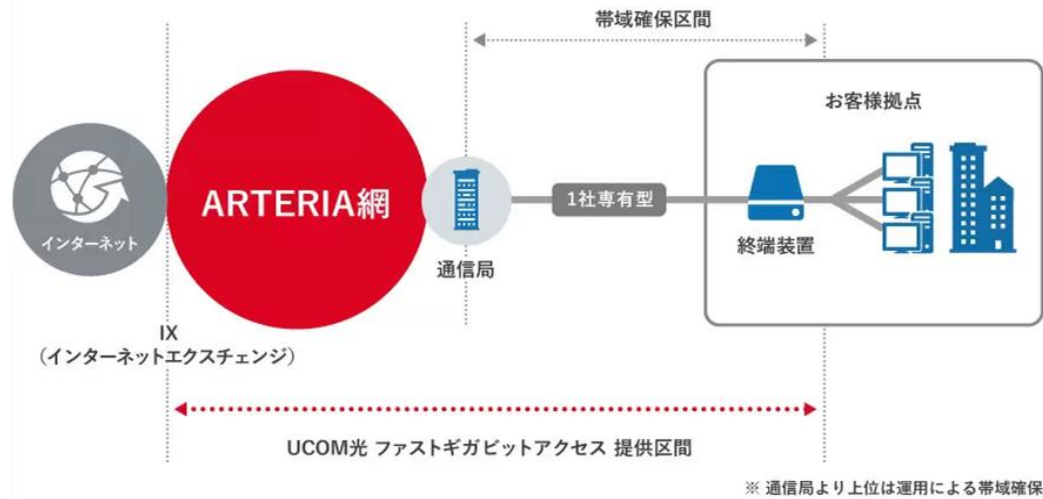 帯域確保区間
お客様拠点
ARTERIA網
1社専有型
インターネット
終端装置
通信局
IX
（インターネットエクスチェンジ）
UCOM光 ファストギガビットアクセス 提供区間
※ 通信局より上位は運用による帯域確保